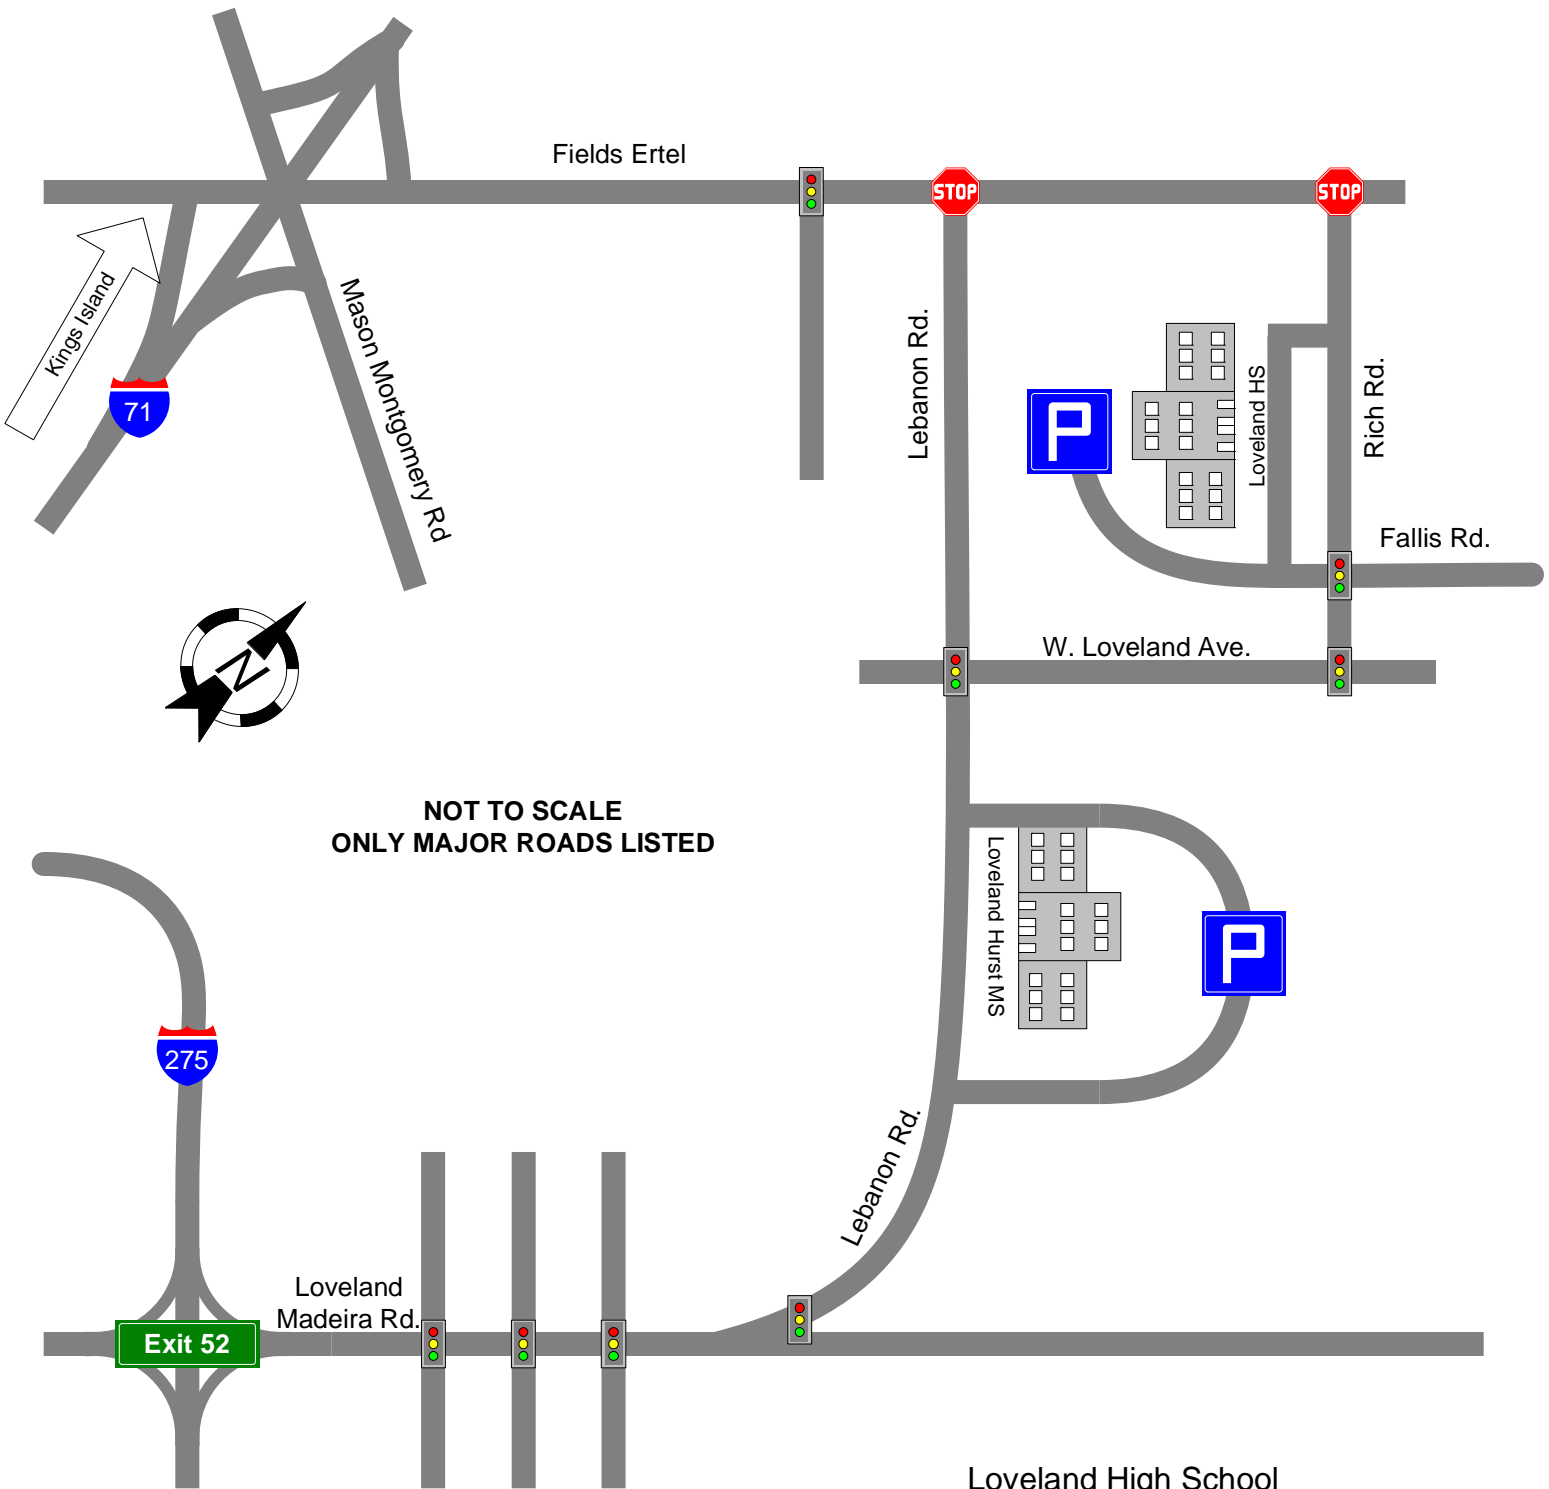 Fields Ertel
STOP
STOP
Kings Island
71
Mason Montgomery Rd
Lebanon Rd.
P
Loveland HS
Rich Rd.
Fallis Rd.
N
W. Loveland Ave.
NOT TO SCALE
ONLY MAJOR ROADS LISTED
Loveland Hurst MS
P
275
Lebanon Rd.
Loveland
Madeira Rd.
Exit 52
Loveland High School